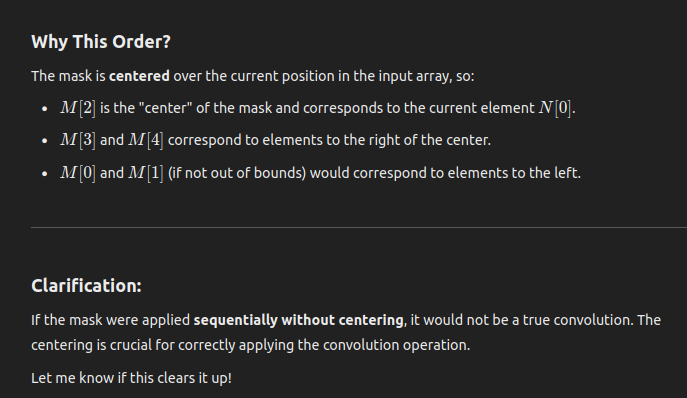 Why This Order?
The mask is centered over the current position in the input array, so:
• M[2] is the "center" of the mask and corresponds to the current element N[0].
• M[3] and M[4] correspond to elements to the right of the center.
• M[0] and M[1] (if not out of bounds) would correspond to elements to the left.
Clarification:
If the mask were applied sequentially without centering, it would not be a true convolution. The
centering is crucial for correctly applying the convolution operation.
Let me know if this clears it up!